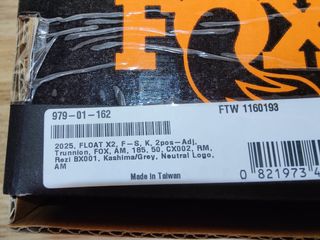 FOX
979-01-162
FTW 1160193
2025, FLOAT X2, F-S, K, 2pos-Adj,
Trunnion, FOX, AM, 185, 50, CX002, RM,
Rezi BX001, Kashima/Grey, Neutral Logo,
AM
Made in Taiwan
0 821973 4